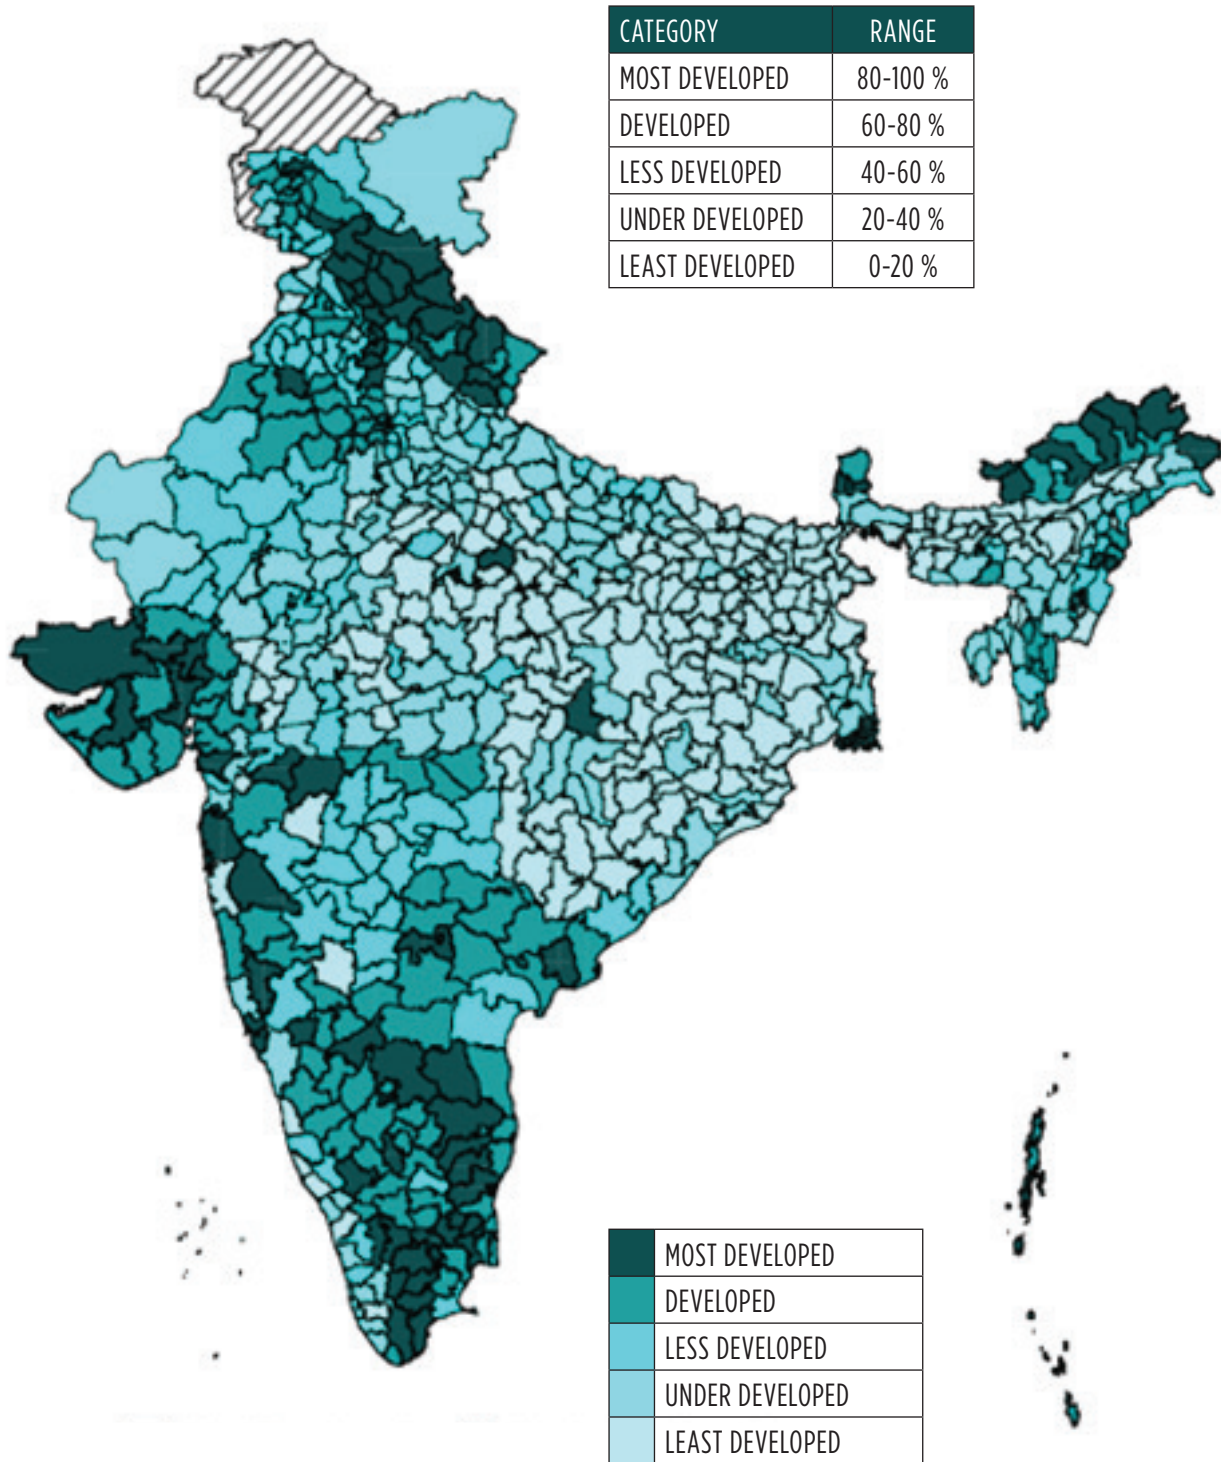 CATEGORY RANGE
MOST DEVELOPED 80-100 %
DEVELOPED 60-80 %
LESS DEVELOPED 40-60 %
UNDER DEVELOPED 20-40 %
LEAST DEVELOPED 0-20 %
MOST DEVELOPED
DEVELOPED
LESS DEVELOPED
UNDER DEVELOPED
LEAST DEVELOPED